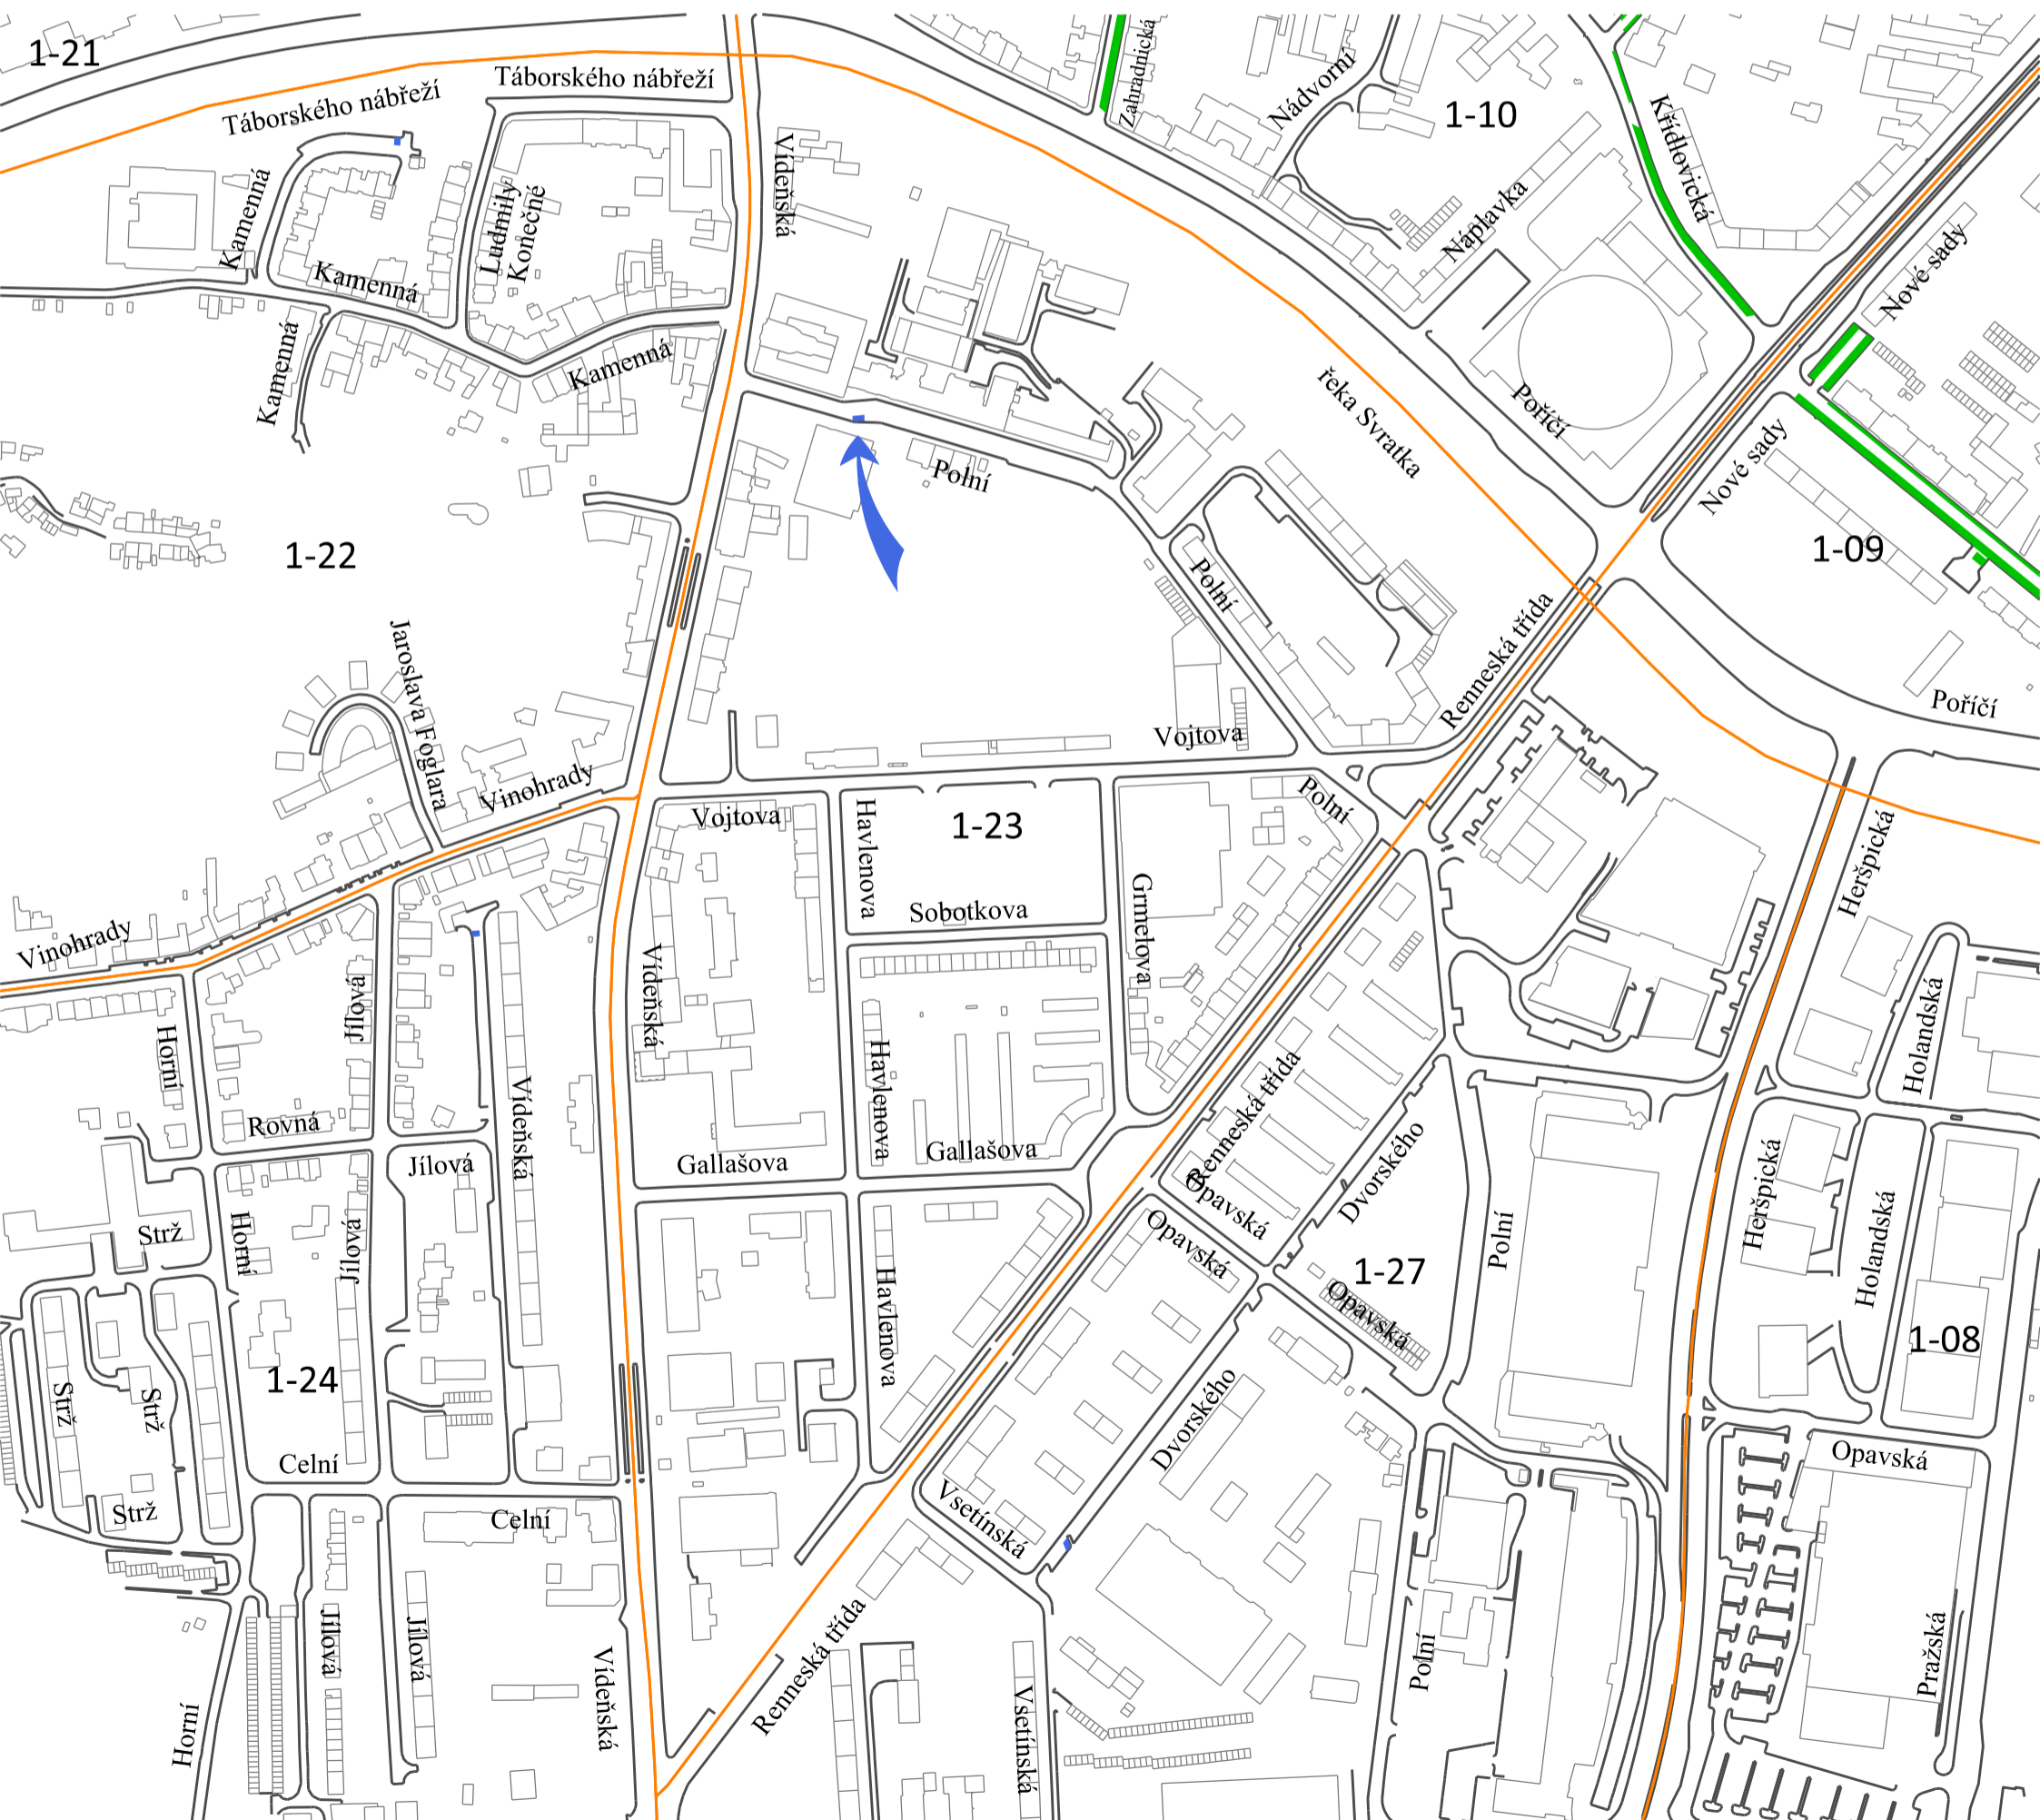 1-21
Táborského nábřeží
Táborského nábřeží
Zahradnická
Nádvorní
1-10
Křídlovická
Vídeňská
Kamenná
Ludmily
Konečné
Náplavka
Nové sady
Kamenná
Kamenná
Kamenná
řeka Svratka
Poříčí
Nové sady
Polní
1-22
1-09
Polní
Renneská třída
Jaroslava Foglara
Poříčí
Vojtova
Vinohrady
Vojtova
Havlenova
1-23
Polní
Heršpická
Sobotkova
Grmelova
Vinohrady
Vídeňská
Jílová
Horní
Holandská
Havlenova
Vídeňská
Renneská třída
Rovná
Jílová
Gallašova
Gallašova
Dvorského
Opavská
Heršpická
Strž
Horní
Jílová
Opavská
Polní
Holandská
1-27
Opavská
Havlenova
1-08
1-24
Strž
Strž
Dvorského
Celní
Opavská
Strž
Celní
Vsetínská
Jílová
Jílová
Vídeňská
Renneská třída
Polní
Pražská
Horní
Vsetínská